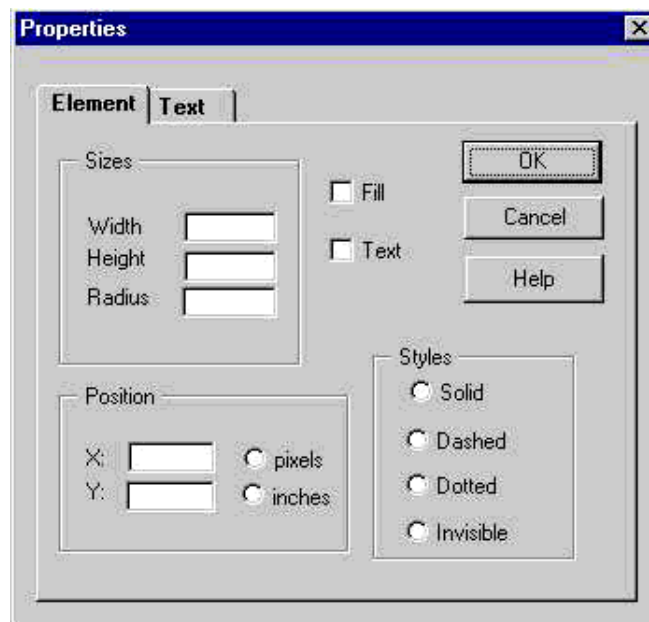 Properties
Element Text
Sizes
Width
Height
Radius
Fill
Text
OK
Cancel
Help
Position
X:
Y:
pixels
inches
Styles
Solid
Dashed
Dotted
Invisible